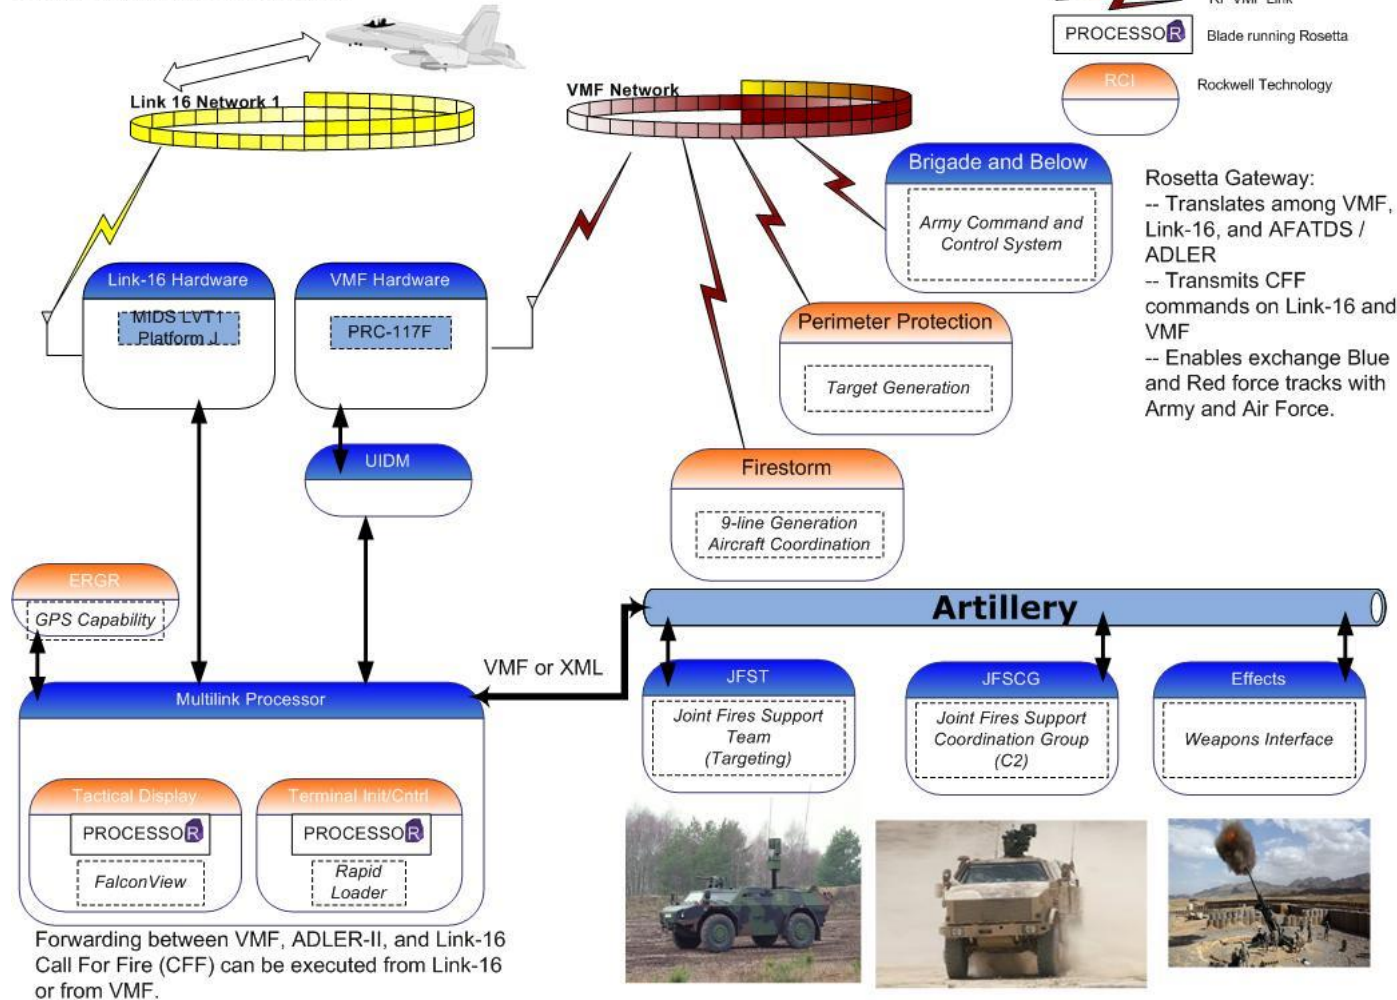 RF VMF Link
PROCESSOR
Blade running Rosetta
RCI
Rockwell Technology
Link 16 Network 1
VMF Network
Brigade and Below
Army Command and
Control System
Rosetta Gateway:
-- Translates among VMF,
Link-16, and AFATDS /
ADLER
-- Transmits CFF
commands on Link-16 and
VMF
-- Enables exchange Blue
and Red force tracks with
Army and Air Force.
Link-16 Hardware
MIDS LVT1
Platform J
VMF Hardware
PRC-117F
Perimeter Protection
Target Generation
UIDM
Firestorm
9-line Generation
Aircraft Coordination
ERGR
GPS Capability
Artillery
VMF or XML
Multilink Processor
JFST
Joint Fires Support
Team
(Targeting)
JFSCG
Joint Fires Support
Coordination Group
(C2)
Effects
Weapons Interface
Tactical Display
PROCESSOR
FalconView
Terminal Init/Cntrl
PROCESSOR
Rapid
Loader
Forwarding between VMF, ADLER-II, and Link-16
Call For Fire (CFF) can be executed from Link-16
or from VMF.